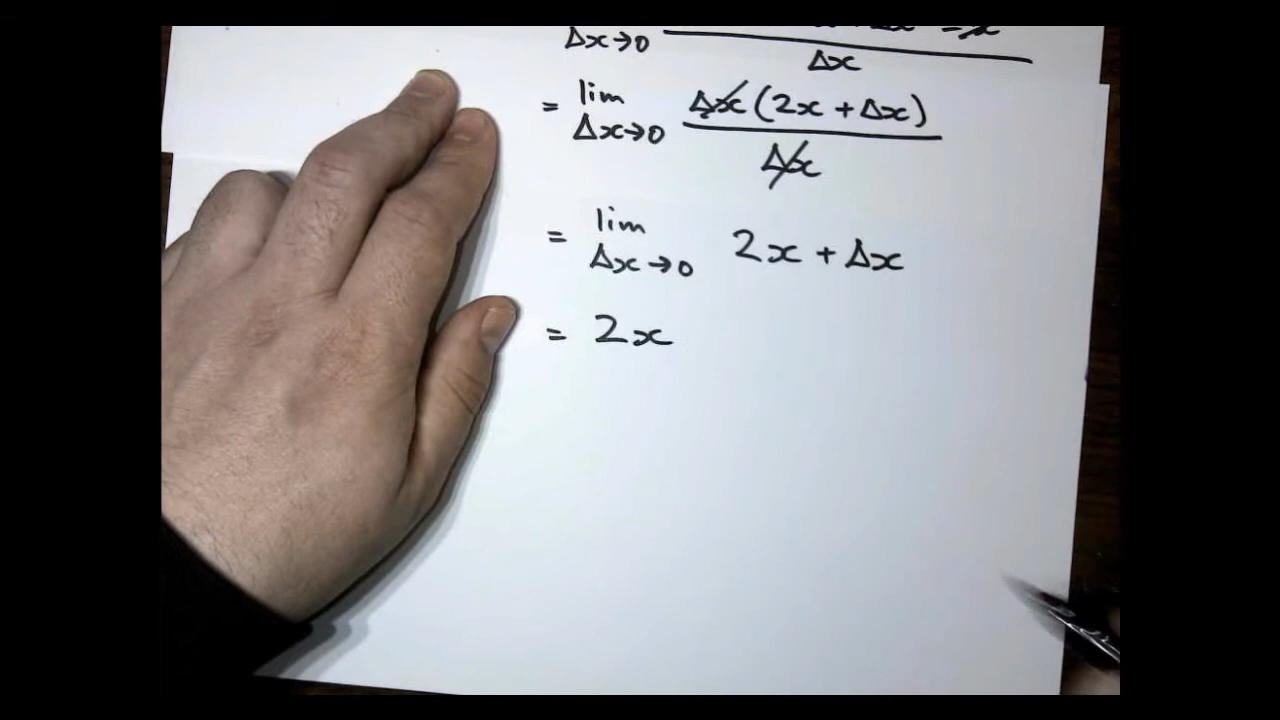 Δx→0 Δx
= lim Δx→0 Δx(2x + Δx) / Δx
= lim Δx→0 2x + Δx
= 2x